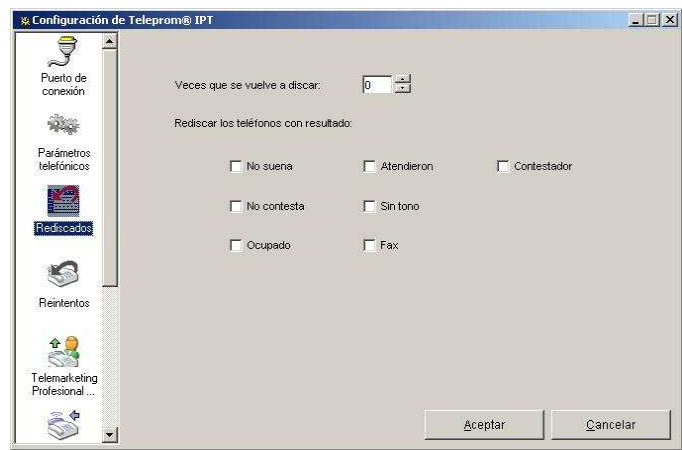 Configuración de Teleprom® IPT
Puerto de
conexión
Parámetros
telefónicos
Rediscados
Reintentos
Telemarketing
Profesional ...
Veces que se vuelve a discar:
0
Rediscar los teléfonos con resultado:
No suena
Atendieron
Contestador
No contesta
Sin tono
Ocupado
Fax
Aceptar
Cancelar